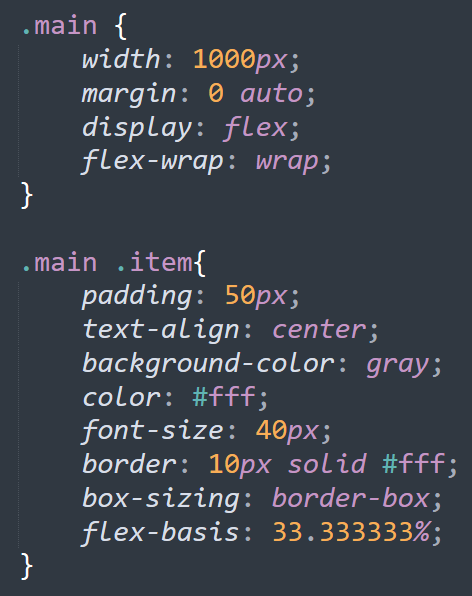 .main {
    width: 1000px;
    margin: 0 auto;
    display: flex;
    flex-wrap: wrap;
}

.main .item{
    padding: 50px;
    text-align: center;
    background-color: gray;
    color: #fff;
    font-size: 40px;
    border: 10px solid #fff;
    box-sizing: border-box;
    flex-basis: 33.333333%;
}